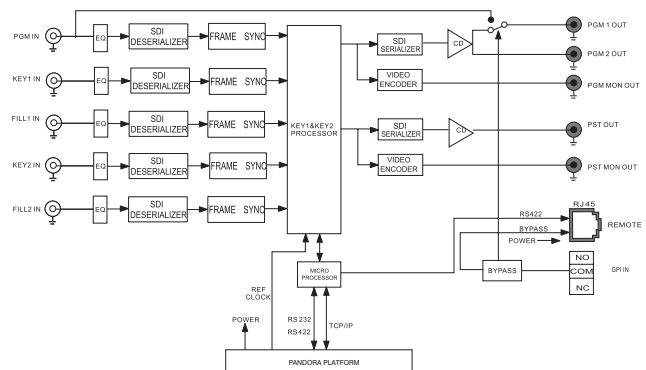 PGM IN
EQ
SDI
DESERIALIZER
FRAME SYNC
KEY1 IN
EQ
SDI
DESERIALIZER
FRAME SYNC
FILL1 IN
EQ
SDI
DESERIALIZER
FRAME SYNC
KEY2 IN
EQ
SDI
DESERIALIZER
FRAME SYNC
FILL2 IN
EQ
SDI
DESERIALIZER
FRAME SYNC
KEY1&KEY2
PROCESSOR
SDI
SERIALIZER
CD
VIDEO
ENCODER
SDI
SERIALIZER
CD
VIDEO
ENCODER
PGM 1 OUT
PGM 2 OUT
PGM MON OUT
PST OUT
PST MON OUT
RJ45
RS422
BYPASS
POWER
REMOTE
BYPASS
NO
COM
NC
GPI IN
MICRO
PROCESSOR
REF
CLOCK
POWER
RS232
RS422
TCP/IP
PANDORA PLATFORM